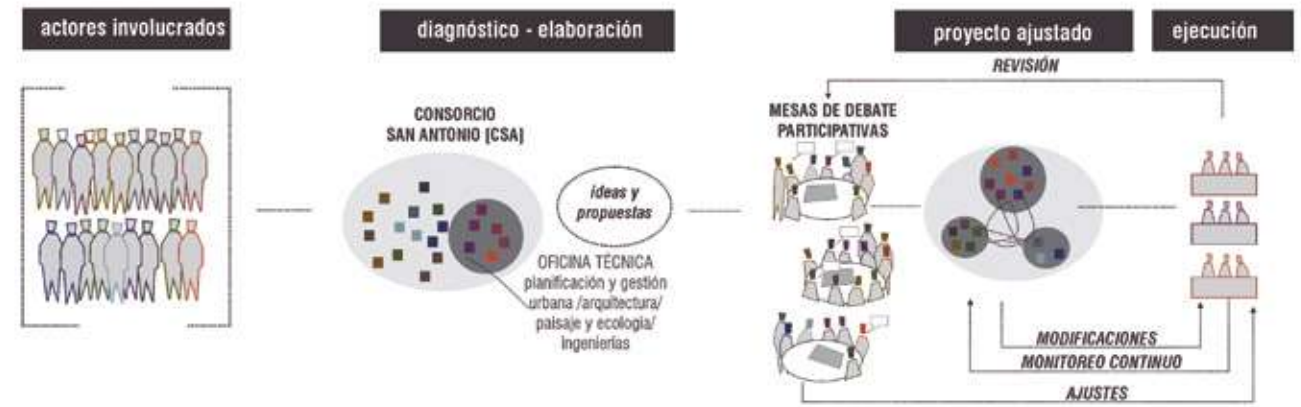 actores involucrados
diagnóstico - elaboración
proyecto ajustado
ejecución
REVISIÓN
CONSORCIO
SAN ANTONIO [CSA]
ideas y
propuestas
OFICINA TÉCNICA
planificación y gestión
urbana /arquitectura/
paisaje y ecología/
ingenierías
MESAS DE DEBATE
PARTICIPATIVAS
MODIFICACIONES
MONITOREO CONTINUO
AJUSTES